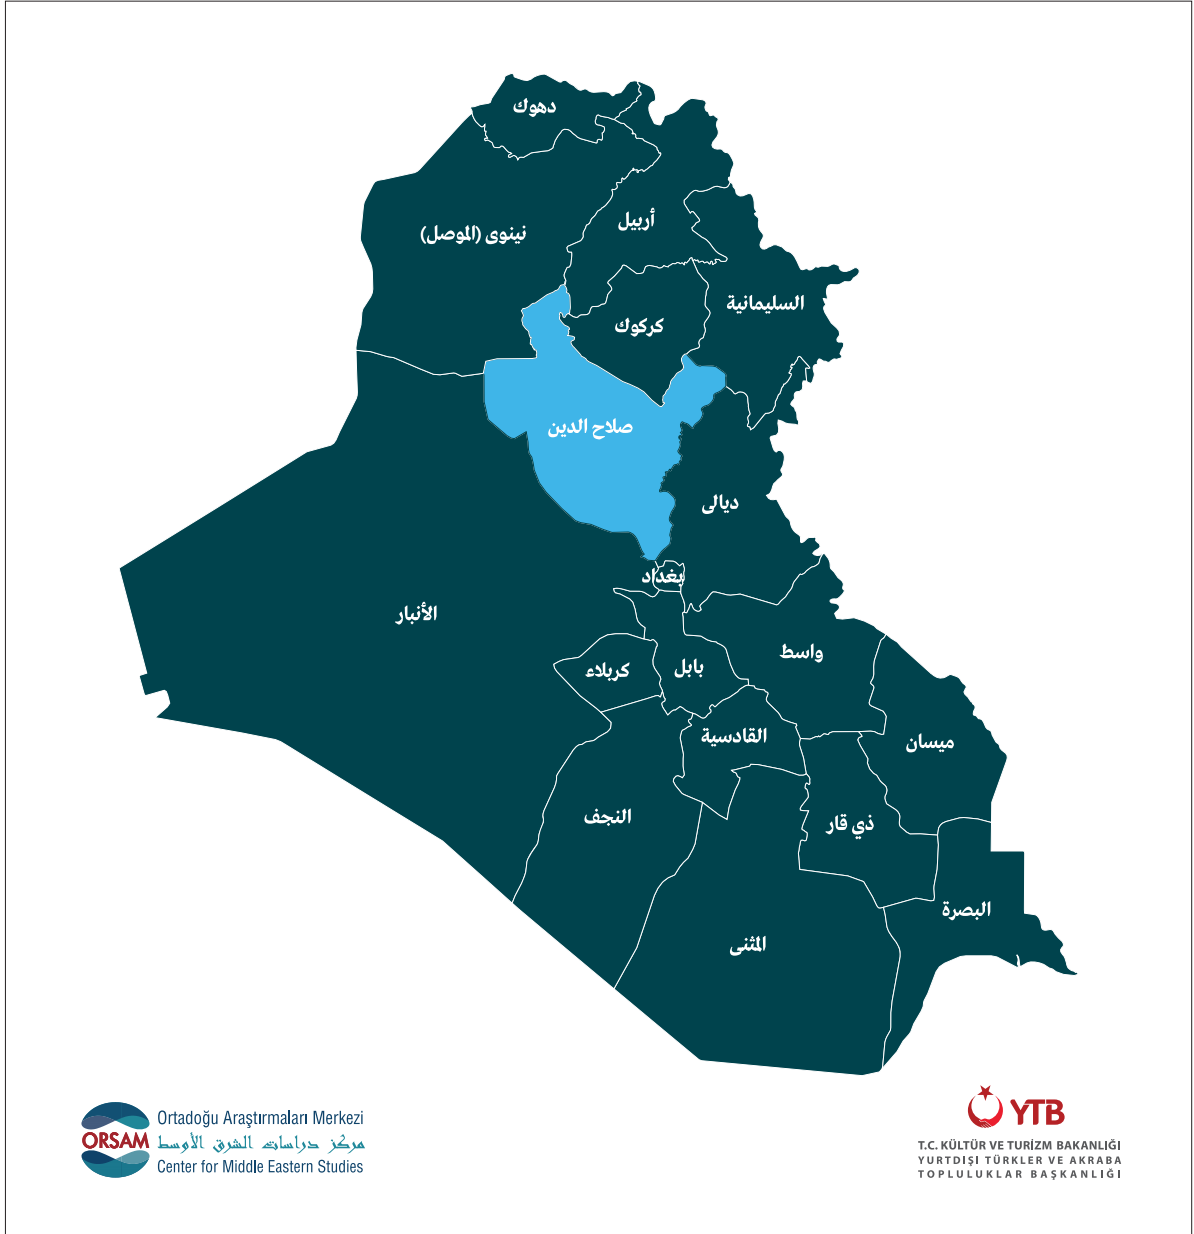 دهوك
أربيل
نينوى (الموصل)
السليمانية
كركوك
صلاح الدين
ديالى
بغداد
الأنبار
واسط
بابل
كربلاء
القادسية
ميسان
النجف
ذي قار
البصرة
المثنى
ORSAM
Ortadoğu Araştırmaları Merkezi
مركز دراسات الشرق الأوسط
Center for Middle Eastern Studies
YTB
T.C. KÜLTÜR VE TURİZM BAKANLIĞI
YURTDIŞI TÜRKLER VE AKRABA
TOPLULUKLAR BAŞKANLIĞI